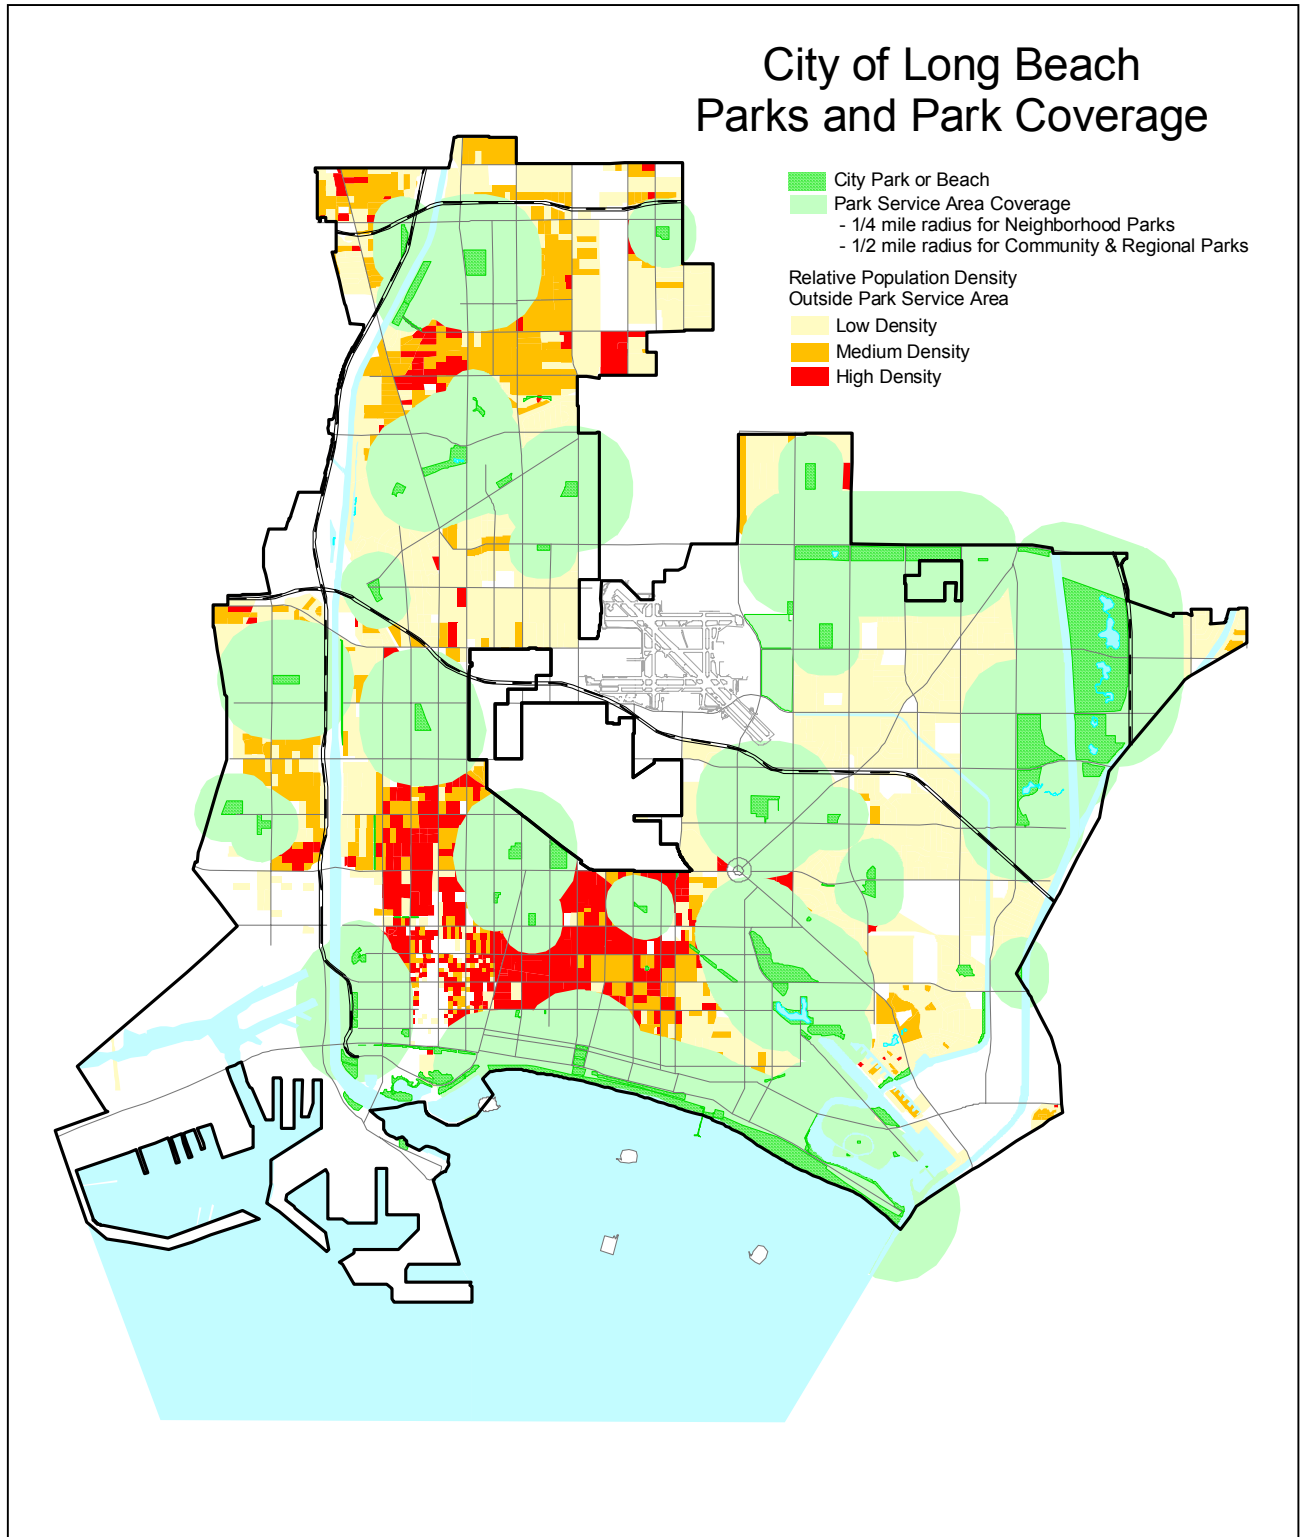 City of Long Beach
Parks and Park Coverage
City Park or Beach
Park Service Area Coverage
- 1/4 mile radius for Neighborhood Parks
- 1/2 mile radius for Community & Regional Parks
Relative Population Density
Outside Park Service Area
Low Density
Medium Density
High Density